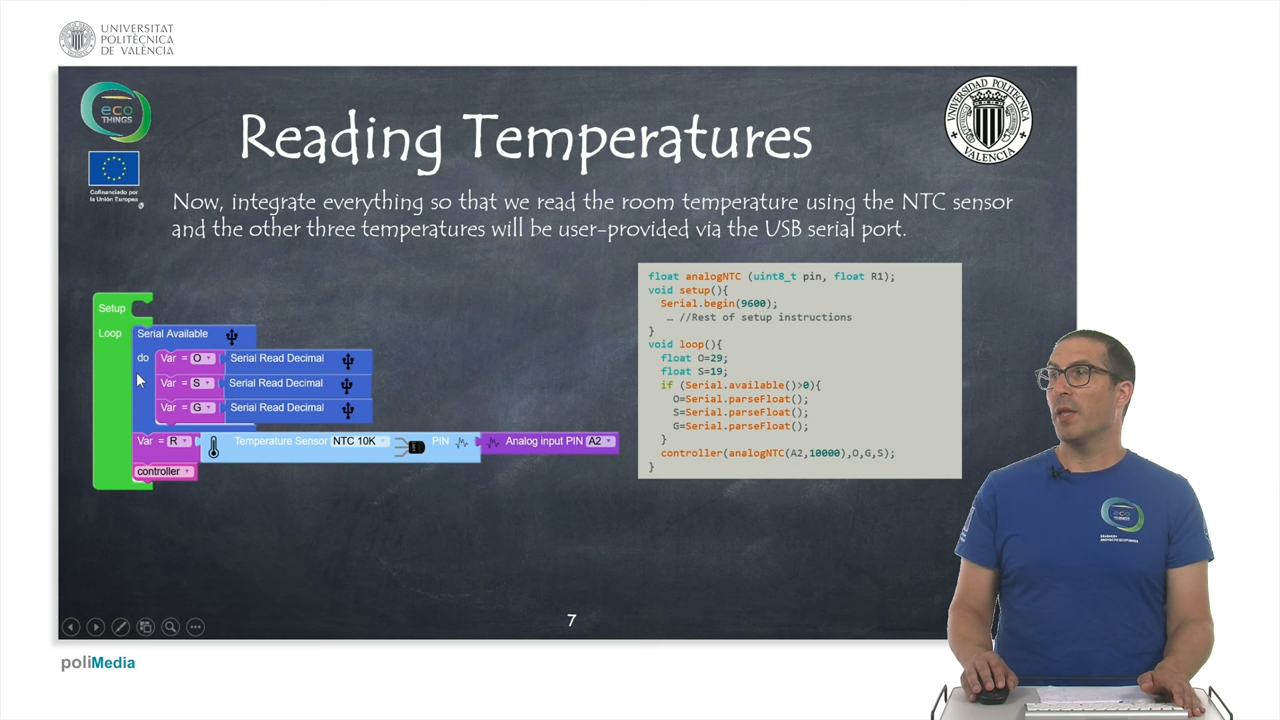 UNIVERSITAT
POLITÈCNICA
DE VALÈNCIA
eco
THINGS
Cofinanciado por
la Unión Europea
UNIVERSIDAD POLITECNICA
VALENCIA
Reading Temperatures
Now, integrate everything so that we read the room temperature using the NTC sensor
and the other three temperatures will be user-provided via the USB serial port.
Setup
Loop
Serial Available
do
Var = O Serial Read Decimal
Var = S Serial Read Decimal
Var = G Serial Read Decimal
Var = R Temperature Sensor NTC 10K PIN Analog input PIN A2
controller
float analogNTC (uint8_t pin, float R1);
void setup(){
Serial.begin(9600);
… //Rest of setup instructions
}
void loop(){
float O=29;
float S=19;
if (Serial.available()>0){
O=Serial.parseFloat();
S=Serial.parseFloat();
G=Serial.parseFloat();
}
controller(analogNTC(A2,10000),O,G,S);
}
7
eco
THINGS
poliMedia